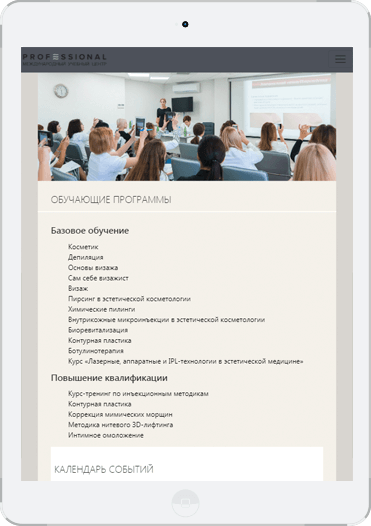 PROFESSIONAL
МЕЖДУНАРОДНЫЙ УЧЕБНЫЙ ЦЕНТР
ОБУЧАЮЩИЕ ПРОГРАММЫ
Базовое обучение
Косметик
Депиляция
Основы визажа
Сам себе визажист
Визаж
Пирсинг в эстетической косметологии
Химические пилинги
Внутрикожные микроинъекции в эстетической косметологии
Биоревитализация
Контурная пластика
Ботулинотерапия
Курс «Лазерные, аппаратные и IPL-технологии в эстетической медицине»
Повышение квалификации
Курс-тренинг по инъекционным методикам
Контурная пластика
Коррекция мимических морщин
Методика нитевого 3D-лифтинга
Интимное омоложение
КАЛЕНДАРЬ СОБЫТИЙ